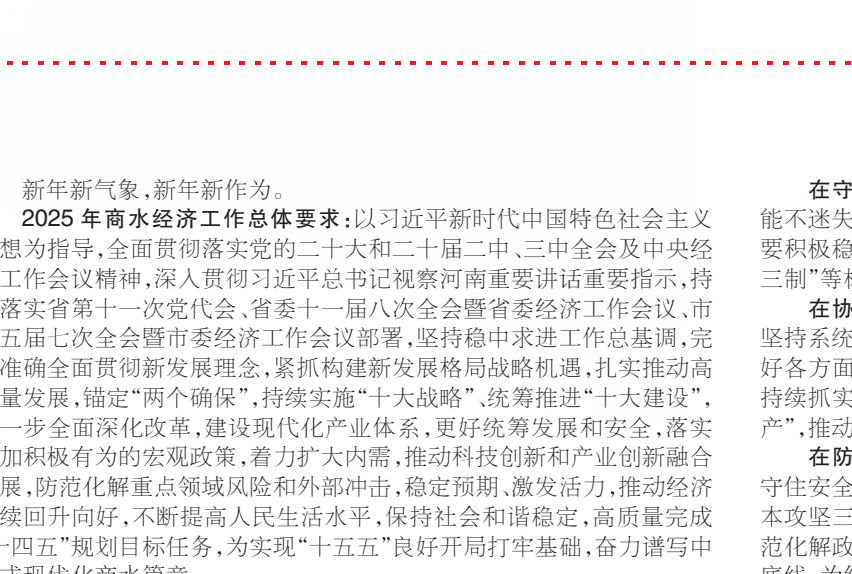 新年新气象,新年新作为。
2025 年商水经济工作总体要求:以习近平新时代中国特色社会主义
想为指导,全面贯彻落实党的二十大和二十届二中、三中全会及中央经
工作会议精神,深入贯彻习近平总书记视察河南重要讲话重要指示,持
落实省第十一次党代会、省委十一届八次全会暨省委经济工作会议、市
五届七次全会暨市委经济工作会议部署,坚持稳中求进工作总基调,完
准确全面贯彻新发展理念,紧抓构建新发展格局战略机遇,扎实推动高
量发展,锚定“两个确保”,持续实施“十大战略”、统筹推进“十大建设”,
一步全面深化改革,建设现代化产业体系,更好统筹发展和安全,落实
加积极有为的宏观政策,着力扩大内需,推动科技创新和产业创新融合
展,防范化解重点领域风险和外部冲击,稳定预期、激发活力,推动经济
续回升向好,不断提高人民生活水平,保持社会和谐稳定,高质量完成
十四五”规划目标任务,为实现“十五五”良好开局打牢基础,奋力谱写中
式现代化商水篇章
在守
能不迷失
要积极稳
三制”等
在协
坚持系统
好各方面
持续抓实
产”,推动
在防
守住安全
本攻坚三
范化解政